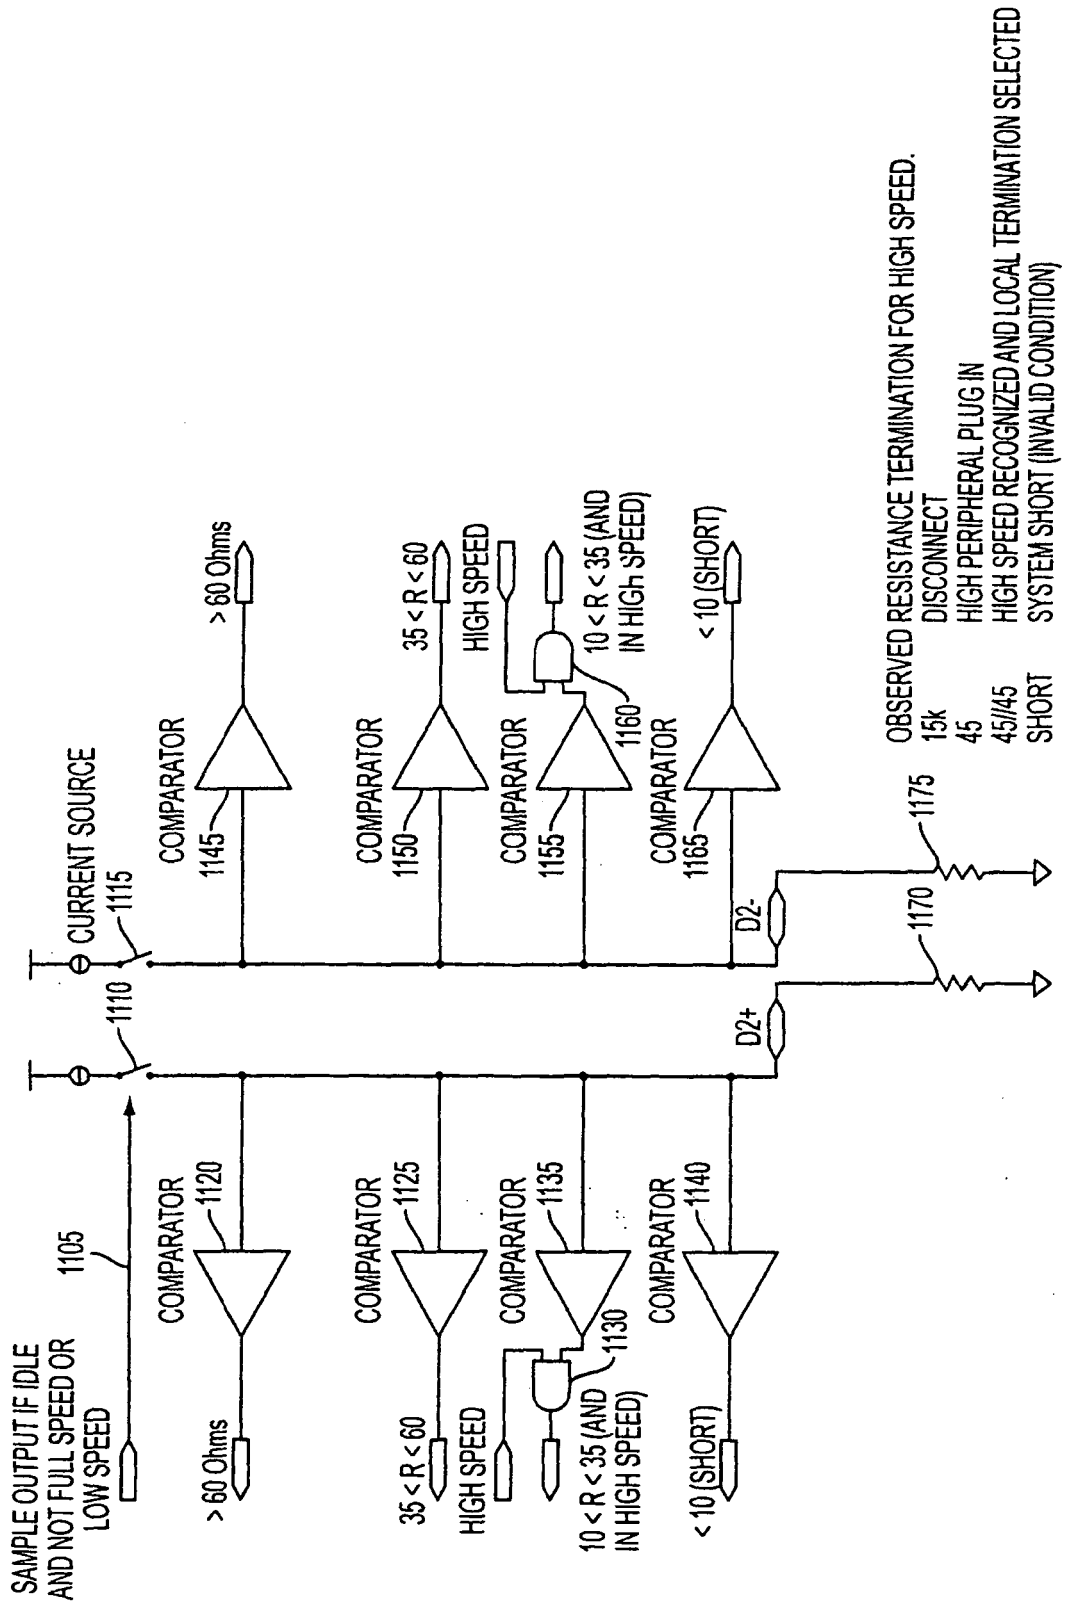 SAMPLE OUTPUT IF IDLE
AND NOT FULL SPEED OR
LOW SPEED
1105
1110
1115
CURRENT SOURCE
COMPARATOR
1120
> 60 Ohms
COMPARATOR
1145
> 60 Ohms
COMPARATOR
1125
35 < R < 60
COMPARATOR
1150
35 < R < 60
HIGH SPEED
COMPARATOR
1135
1130
10 < R < 35 (AND
IN HIGH SPEED)
HIGH SPEED
COMPARATOR
1155
1160
10 < R < 35 (AND
IN HIGH SPEED)
COMPARATOR
1140
< 10 (SHORT)
COMPARATOR
1165
< 10 (SHORT)
D2+
D2-
1170
1175
OBSERVED RESISTANCE TERMINATION FOR HIGH SPEED.
15k DISCONNECT
45 HIGH PERIPHERAL PLUG IN
45//45 HIGH SPEED RECOGNIZED AND LOCAL TERMINATION SELECTED
SHORT SYSTEM SHORT (INVALID CONDITION)